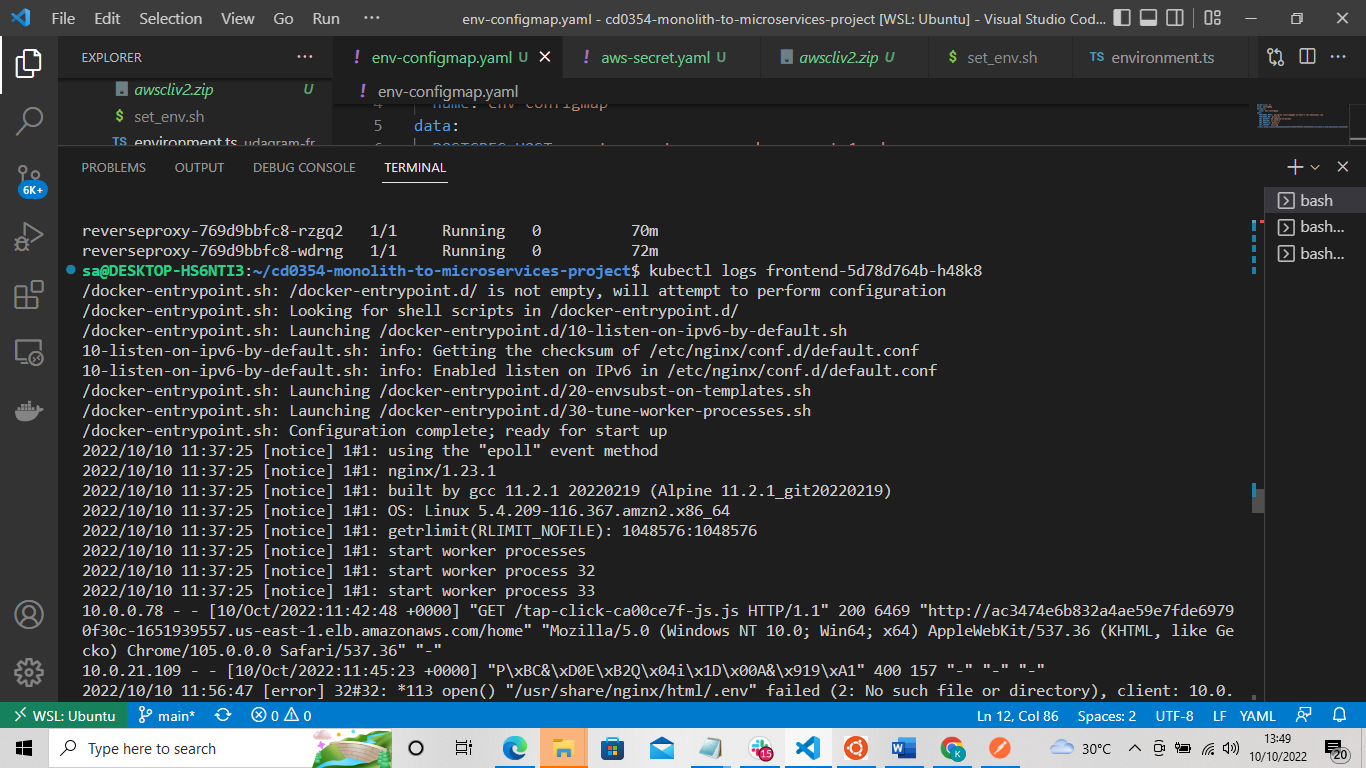 File Edit Selection View Go Run ··· env-configmap.yaml - cd0354-monolith-to-microservices-project [WSL: Ubuntu] - Visual Studio Cod...
EXPLORER ···
! env-configmap.yaml U
! aws-secret.yaml U
awscliv2.zip U
$ set_env.sh
TS environment.ts
awscliv2.zip U
$ set_env.sh
TS environment.ts udagram-fr...
! env-configmap.yaml
4 name: env-configmap
5 data:
PROBLEMS OUTPUT DEBUG CONSOLE TERMINAL
bash
bash...
bash...
6K+
reverseproxy-769d9bbfc8-rzgq2 1/1 Running 0 70m
reverseproxy-769d9bbfc8-wdrng 1/1 Running 0 72m
sa@DESKTOP-HS6NTI3:~/cd0354-monolith-to-microservices-project$ kubectl logs frontend-5d78d764b-h48k8
/docker-entrypoint.sh: /docker-entrypoint.d/ is not empty, will attempt to perform configuration
/docker-entrypoint.sh: Looking for shell scripts in /docker-entrypoint.d/
/docker-entrypoint.sh: Launching /docker-entrypoint.d/10-listen-on-ipv6-by-default.sh
10-listen-on-ipv6-by-default.sh: info: Getting the checksum of /etc/nginx/conf.d/default.conf
10-listen-on-ipv6-by-default.sh: info: Enabled listen on IPv6 in /etc/nginx/conf.d/default.conf
/docker-entrypoint.sh: Launching /docker-entrypoint.d/20-envsubst-on-templates.sh
/docker-entrypoint.sh: Launching /docker-entrypoint.d/30-tune-worker-processes.sh
/docker-entrypoint.sh: Configuration complete; ready for start up
2022/10/10 11:37:25 [notice] 1#1: using the "epoll" event method
2022/10/10 11:37:25 [notice] 1#1: nginx/1.23.1
2022/10/10 11:37:25 [notice] 1#1: built by gcc 11.2.1 20220219 (Alpine 11.2.1_git20220219)
2022/10/10 11:37:25 [notice] 1#1: OS: Linux 5.4.209-116.367.amzn2.x86_64
2022/10/10 11:37:25 [notice] 1#1: getrlimit(RLIMIT_NOFILE): 1048576:1048576
2022/10/10 11:37:25 [notice] 1#1: start worker processes
2022/10/10 11:37:25 [notice] 1#1: start worker process 32
2022/10/10 11:37:25 [notice] 1#1: start worker process 33
10.0.0.78 - - [10/Oct/2022:11:42:48 +0000] "GET /tap-click-ca00ce7f-js.js HTTP/1.1" 200 6469 "http://ac3474e6b832a4ae59e7fde6979
0f30c-1651939557.us-east-1.elb.amazonaws.com/home" "Mozilla/5.0 (Windows NT 10.0; Win64; x64) AppleWebKit/537.36 (KHTML, like Ge
cko) Chrome/105.0.0.0 Safari/537.36" "-"
10.0.21.109 - - [10/Oct/2022:11:45:23 +0000] "P\xBC&\xD0E\xB2Q\x04i\x1D\x00A&\x919\xA1" 400 157 "-" "-" "-"
2022/10/10 11:56:47 [error] 32#32: *113 open() "/usr/share/nginx/html/.env" failed (2: No such file or directory), client: 10.0.
WSL: Ubuntu main* 0 0 Ln 12, Col 86 Spaces: 2 UTF-8 LF YAML
Type here to search
15
30°C
13:49
10/10/2022
20